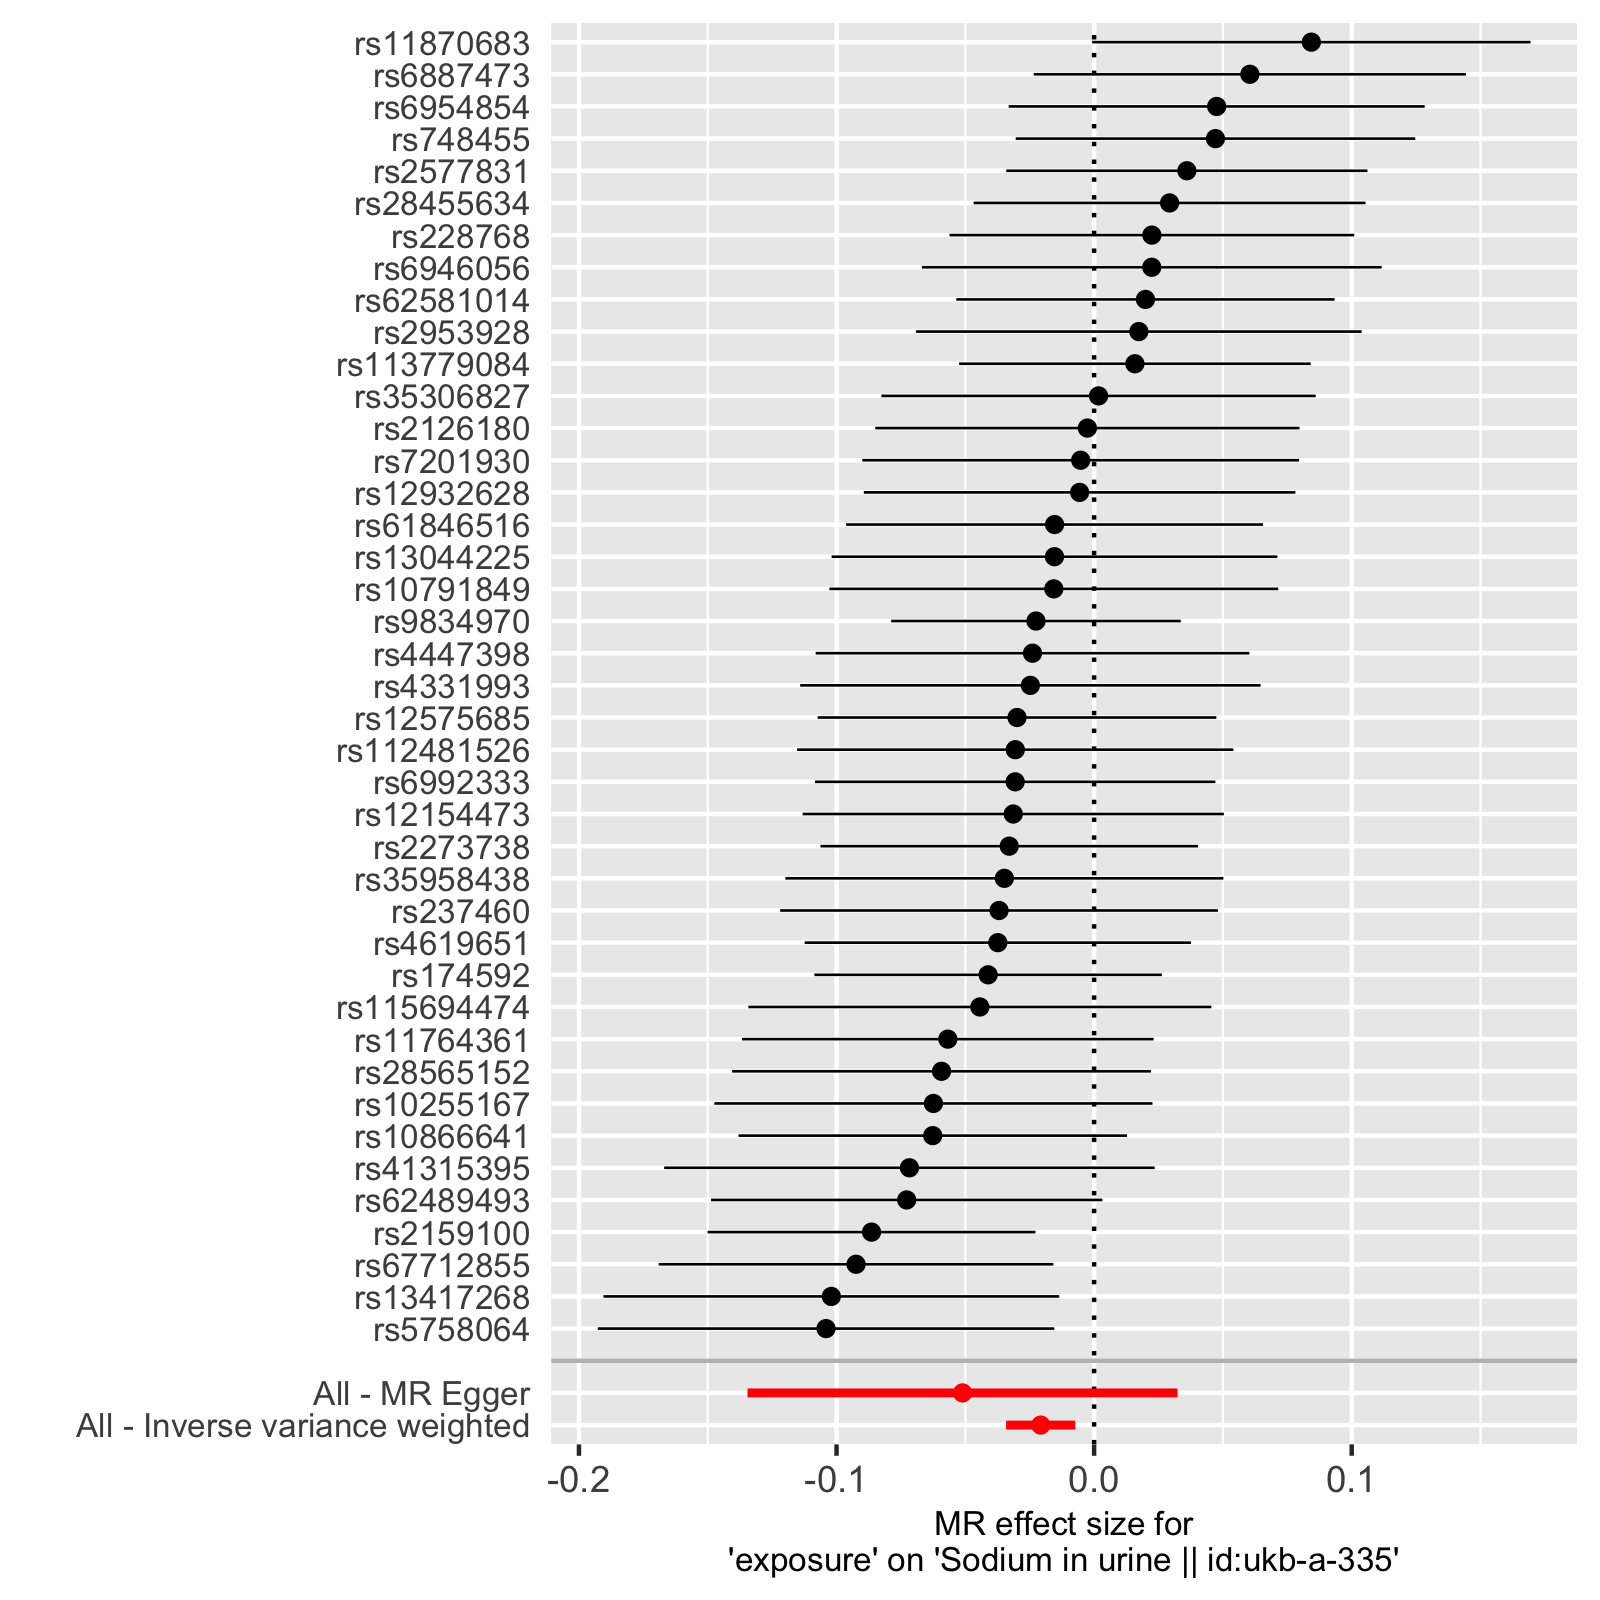 rs11870683
rs6887473
rs6954854
rs748455
rs2577831
rs28455634
rs228768
rs6946056
rs62581014
rs2953928
rs113779084
rs35306827
rs2126180
rs7201930
rs12932628
rs61846516
rs13044225
rs10791849
rs9834970
rs4447398
rs4331993
rs12575685
rs112481526
rs6992333
rs12154473
rs2273738
rs35958438
rs237460
rs4619651
rs174592
rs115694474
rs11764361
rs28565152
rs10255167
rs10866641
rs41315395
rs62489493
rs2159100
rs67712855
rs13417268
rs5758064
All - MR Egger
All - Inverse variance weighted
-0.2 -0.1 0.0 0.1
MR effect size for
'exposure' on 'Sodium in urine || id:ukb-a-335'